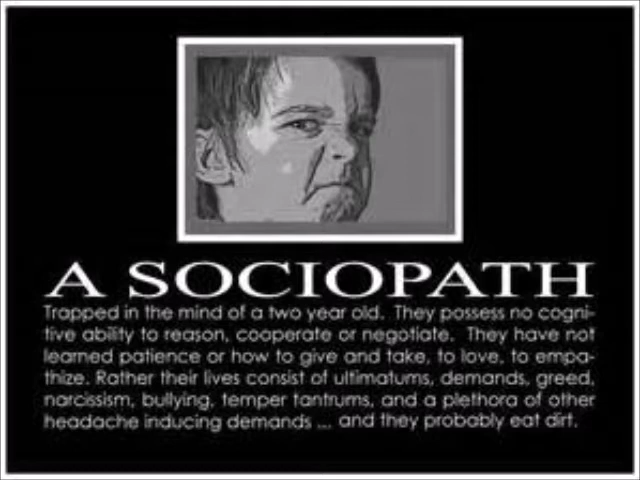 A SOCIOPATH
Trapped in the mind of a two year old. They possess no cogni-
tive ability to reason, cooperate or negotiate. They have not
learned patience or how to give and take, to love, to empa-
thize. Rather their lives consist of ultimatums, demands, greed,
narcissism, bullying, temper tantrums, and a plethora of other
headache inducing demands ... and they probably eat dirt.